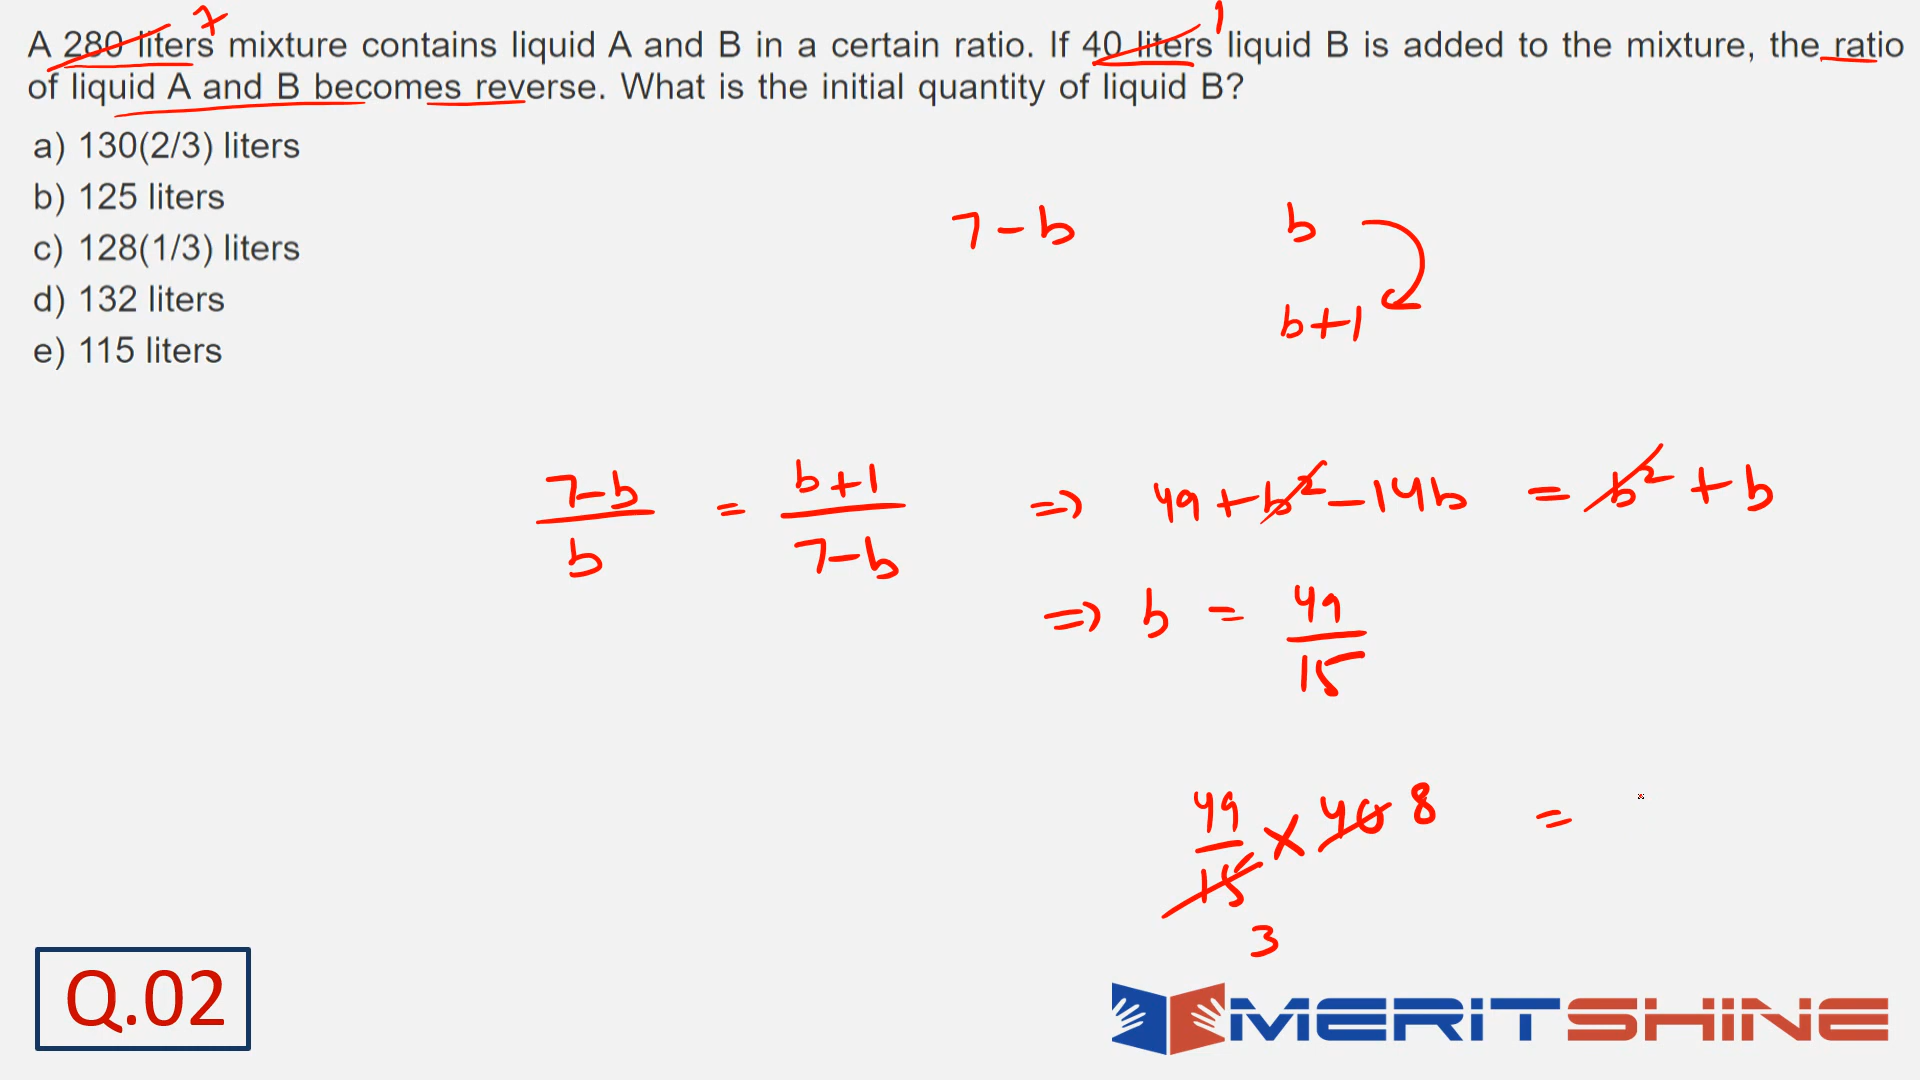 A 280 liters 7 mixture contains liquid A and B in a certain ratio. If 40 liters 1 liquid B is added to the mixture, the ratio
of liquid A and B becomes reverse. What is the initial quantity of liquid B?
a) 130(2/3) liters
b) 125 liters
c) 128(1/3) liters
d) 132 liters
e) 115 liters
7-b b
b+1
7-b/b = b+1/7-b => 49+b²-14b = b²+b
=> b = 49/15
49/15 3 × 40 8 =
Q.02
MERITSHINE